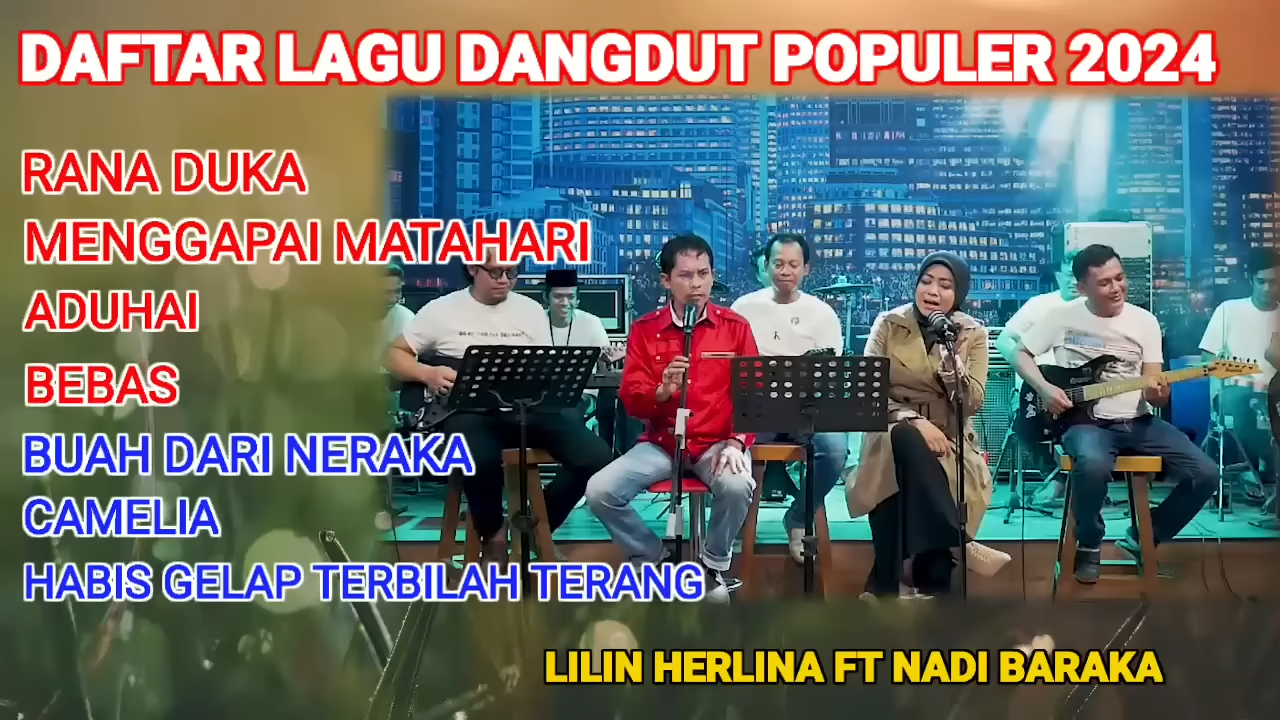 DAFTAR LAGU DANGDUT POPULER 2024
RANA DUKA
MENGGAPAI MATAHARI
ADUHAI
BEBAS
BUAH DARI NERAKA
CAMELIA
HABIS GELAP TERBILAH TERANG
LILIN HERLINA FT NADI BARAKA